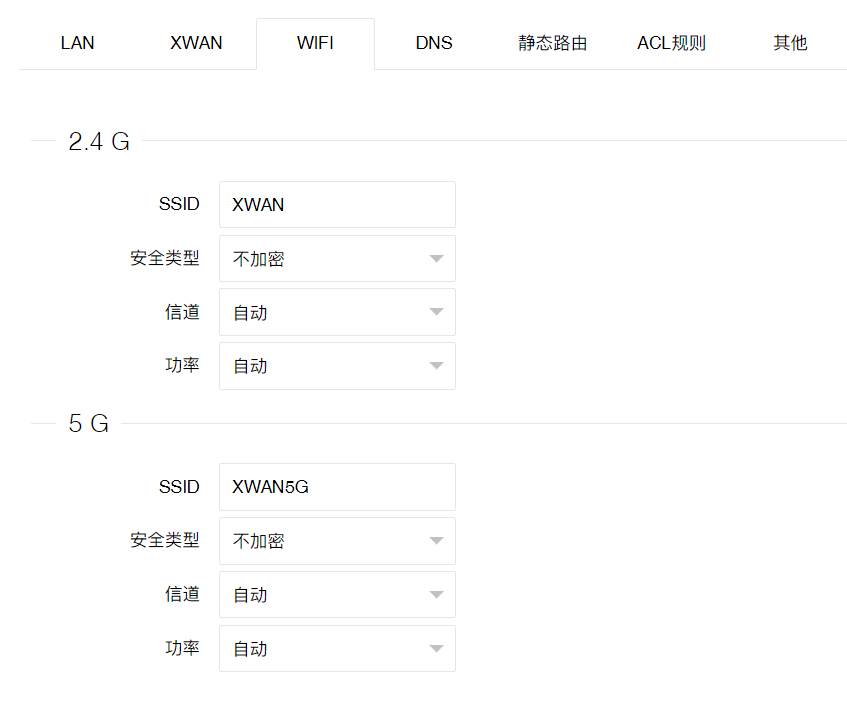 LAN XWAN WIFI DNS 静态路由 ACL规则 其他
2.4 G
SSID XWAN
安全类型 不加密
信道 自动
功率 自动
5 G
SSID XWAN5G
安全类型 不加密
信道 自动
功率 自动